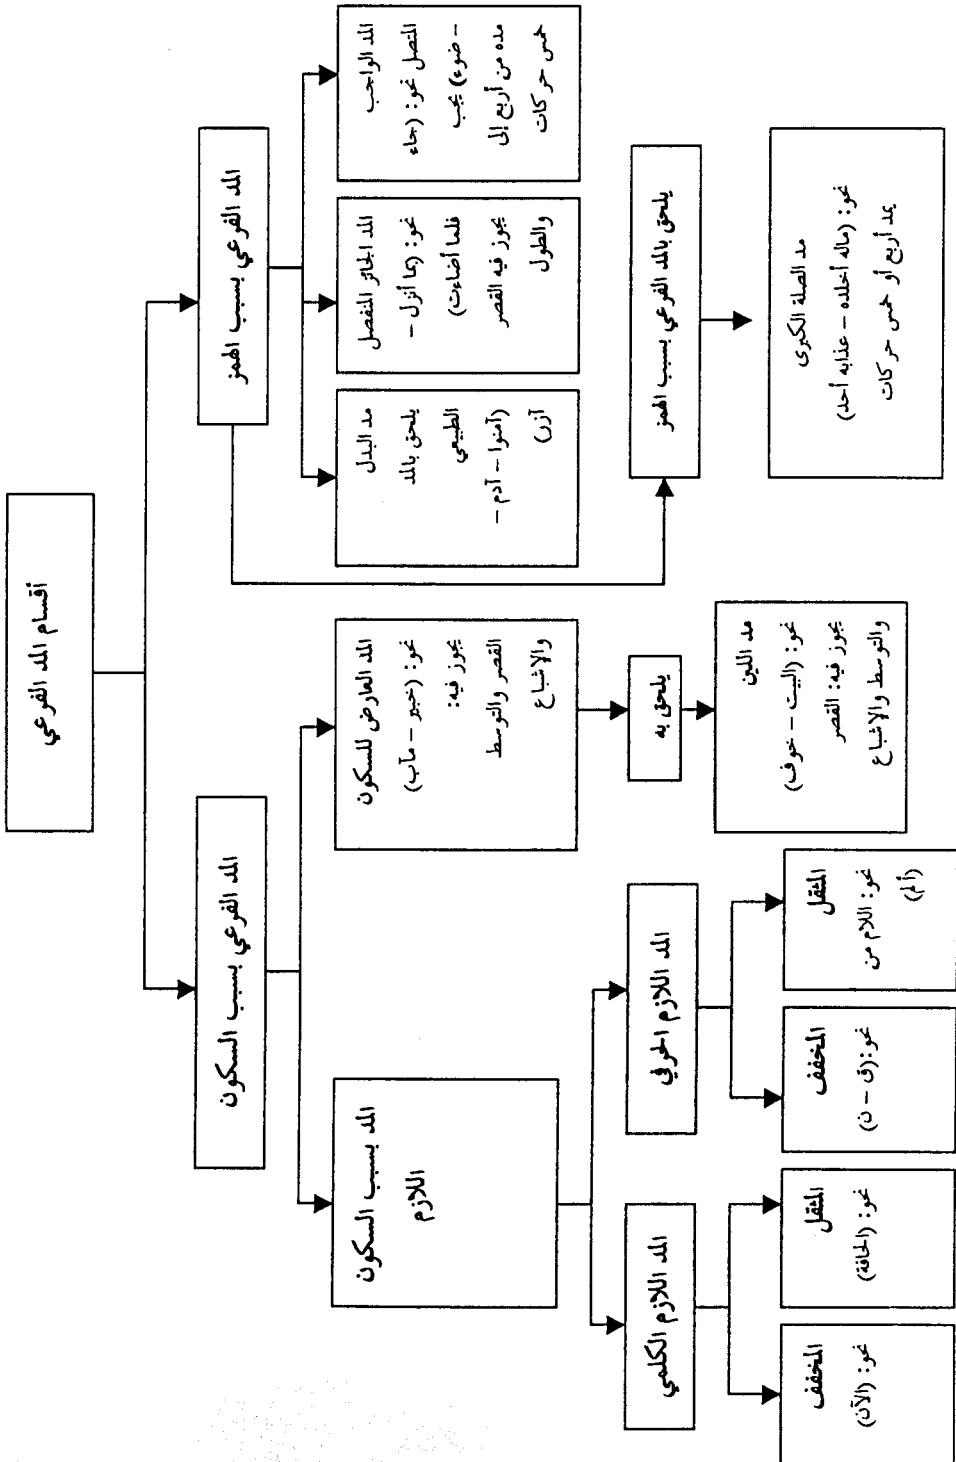 أقسام المد الفرعي
المد الفرعي بسبب الهمز
المد الواجب
المتصل نحو: (جاء
- ضوء) يجب
مده من أربع إلى
خمس حركات
المد الجائز المنفصل
نحو: (بما أنزل -
فلما أضاءت)
يجوز فيه القصر
والطول
مد البدل
يلحق بالمد
الطبيعي
(آمنوا - آدم -
آزر)
يلحق بالمد الفرعي بسبب الهمز
مد الصلة الكبرى
نحو: (ماله أخلده - عذابه أحد)
يمد أربع أو خمس حركات
المد الفرعي بسبب السكون
المد العارض للسكون
نحو: (خبير - مآب)
يجوز فيه:
القصر والتوسط
والاشباع
يلحق به
مد اللين
نحو: (البيت - خوف)
يجوز فيه: القصر
والتوسط والاشباع
المد بسبب السكون
اللازم
المد اللازم الحرفي
المثقل
نحو: اللام من
(ألم)
المخفف
نحو: (ق - ن)
المد اللازم الكلمي
المثقل
نحو: (الحاقة)
المخفف
نحو: (الآن)